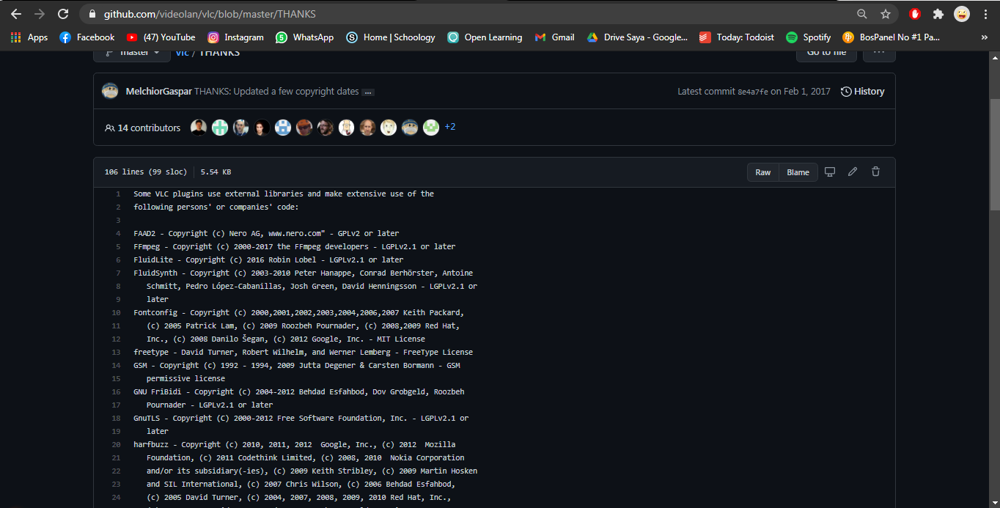 github.com/videolan/vlc/blob/master/THANKS
Apps Facebook (47) YouTube Instagram WhatsApp Home | Schoology Open Learning Gmail Drive Saya - Google... Today: Todoist Spotify BosPanel No #1 Pa... »
master vlc / THANKS Go to file ...
MelchiorGaspar THANKS: Updated a few copyright dates ... Latest commit 8e4a7fe on Feb 1, 2017 History
14 contributors +2
106 lines (99 sloc) 5.54 KB Raw Blame
1 Some VLC plugins use external libraries and make extensive use of the
2 following persons' or companies' code:
3
4 FAAD2 - Copyright (c) Nero AG, www.nero.com" - GPLv2 or later
5 FFmpeg - Copyright (c) 2000-2017 the FFmpeg developers - LGPLv2.1 or later
6 FluidLite - Copyright (c) 2016 Robin Lobel - LGPLv2.1 or later
7 FluidSynth - Copyright (c) 2003-2010 Peter Hanappe, Conrad Berhörster, Antoine
8 Schmitt, Pedro López-Cabanillas, Josh Green, David Henningsson - LGPLv2.1 or
9 later
10 Fontconfig - Copyright (c) 2000,2001,2002,2003,2004,2006,2007 Keith Packard,
11 (c) 2005 Patrick Lam, (c) 2009 Roozbeh Pournader, (c) 2008,2009 Red Hat,
12 Inc., (c) 2008 Danilo Šegan, (c) 2012 Google, Inc. - MIT License
13 freetype - David Turner, Robert Wilhelm, and Werner Lemberg - FreeType License
14 GSM - Copyright (c) 1992 - 1994, 2009 Jutta Degener & Carsten Bormann - GSM
15 permissive license
16 GNU FriBidi - Copyright (c) 2004-2012 Behdad Esfahbod, Dov Grobgeld, Roozbeh
17 Pournader - LGPLv2.1 or later
18 GnuTLS - Copyright (C) 2000-2012 Free Software Foundation, Inc. - LGPLv2.1 or
19 later
20 harfbuzz - Copyright (c) 2010, 2011, 2012  Google, Inc., (c) 2012  Mozilla
21 Foundation, (c) 2011 Codethink Limited, (c) 2008, 2010  Nokia Corporation
22 and/or its subsidiary(-ies), (c) 2009 Keith Stribley, (c) 2009 Martin Hosken
23 and SIL International, (c) 2007 Chris Wilson, (c) 2006 Behdad Esfahbod,
24 (c) 2005 David Turner, (c) 2004, 2007, 2008, 2009, 2010 Red Hat, Inc.,